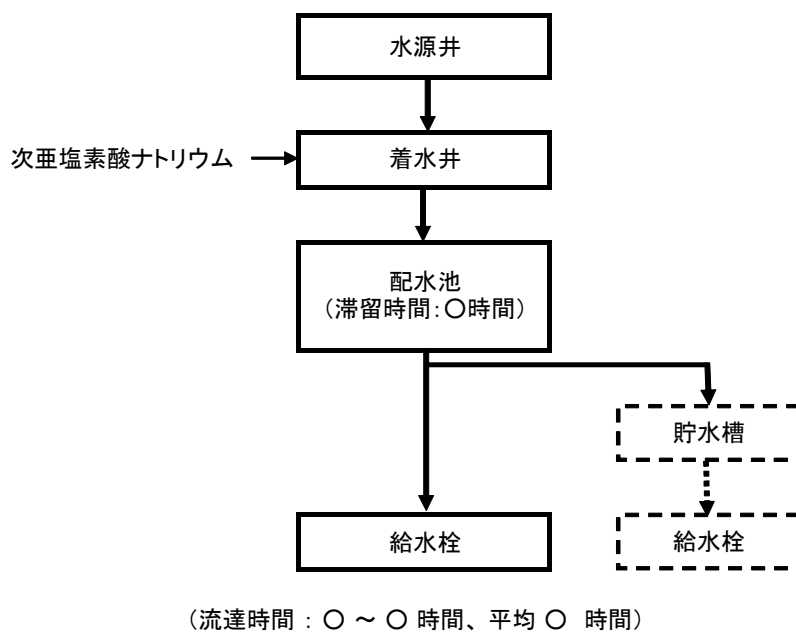 水源井
次亜塩素酸ナトリウム
着水井
配水池
（滞留時間：〇時間）
貯水槽
給水栓
給水栓
（流達時間 ： 〇 ～ 〇 時間、 平均 〇 時間）